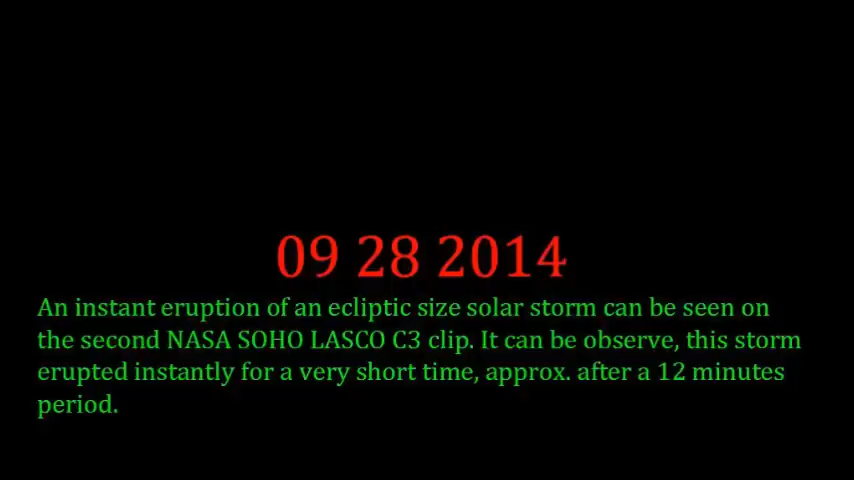 09 28 2014
An instant eruption of an ecliptic size solar storm can be seen on
the second NASA SOHO LASCO C3 clip. It can be observe, this storm
erupted instantly for a very short time, approx. after a 12 minutes
period.